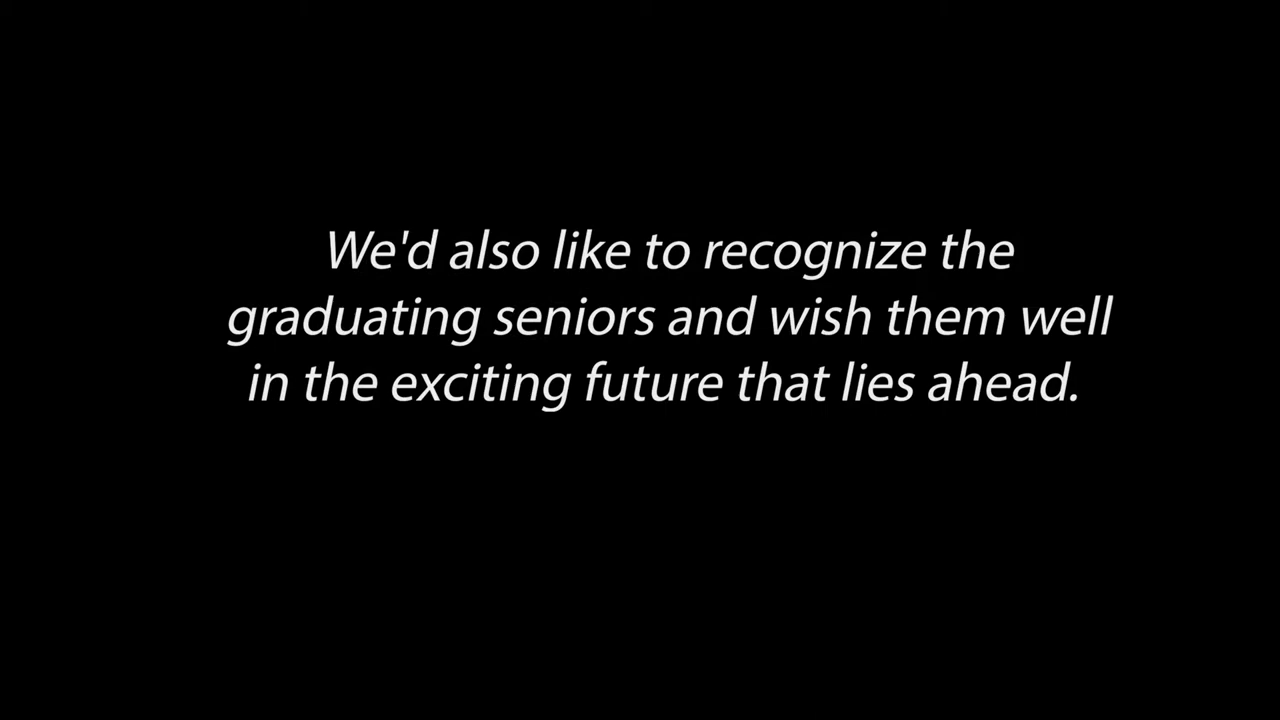 We'd also like to recognize the
graduating seniors and wish them well
in the exciting future that lies ahead.